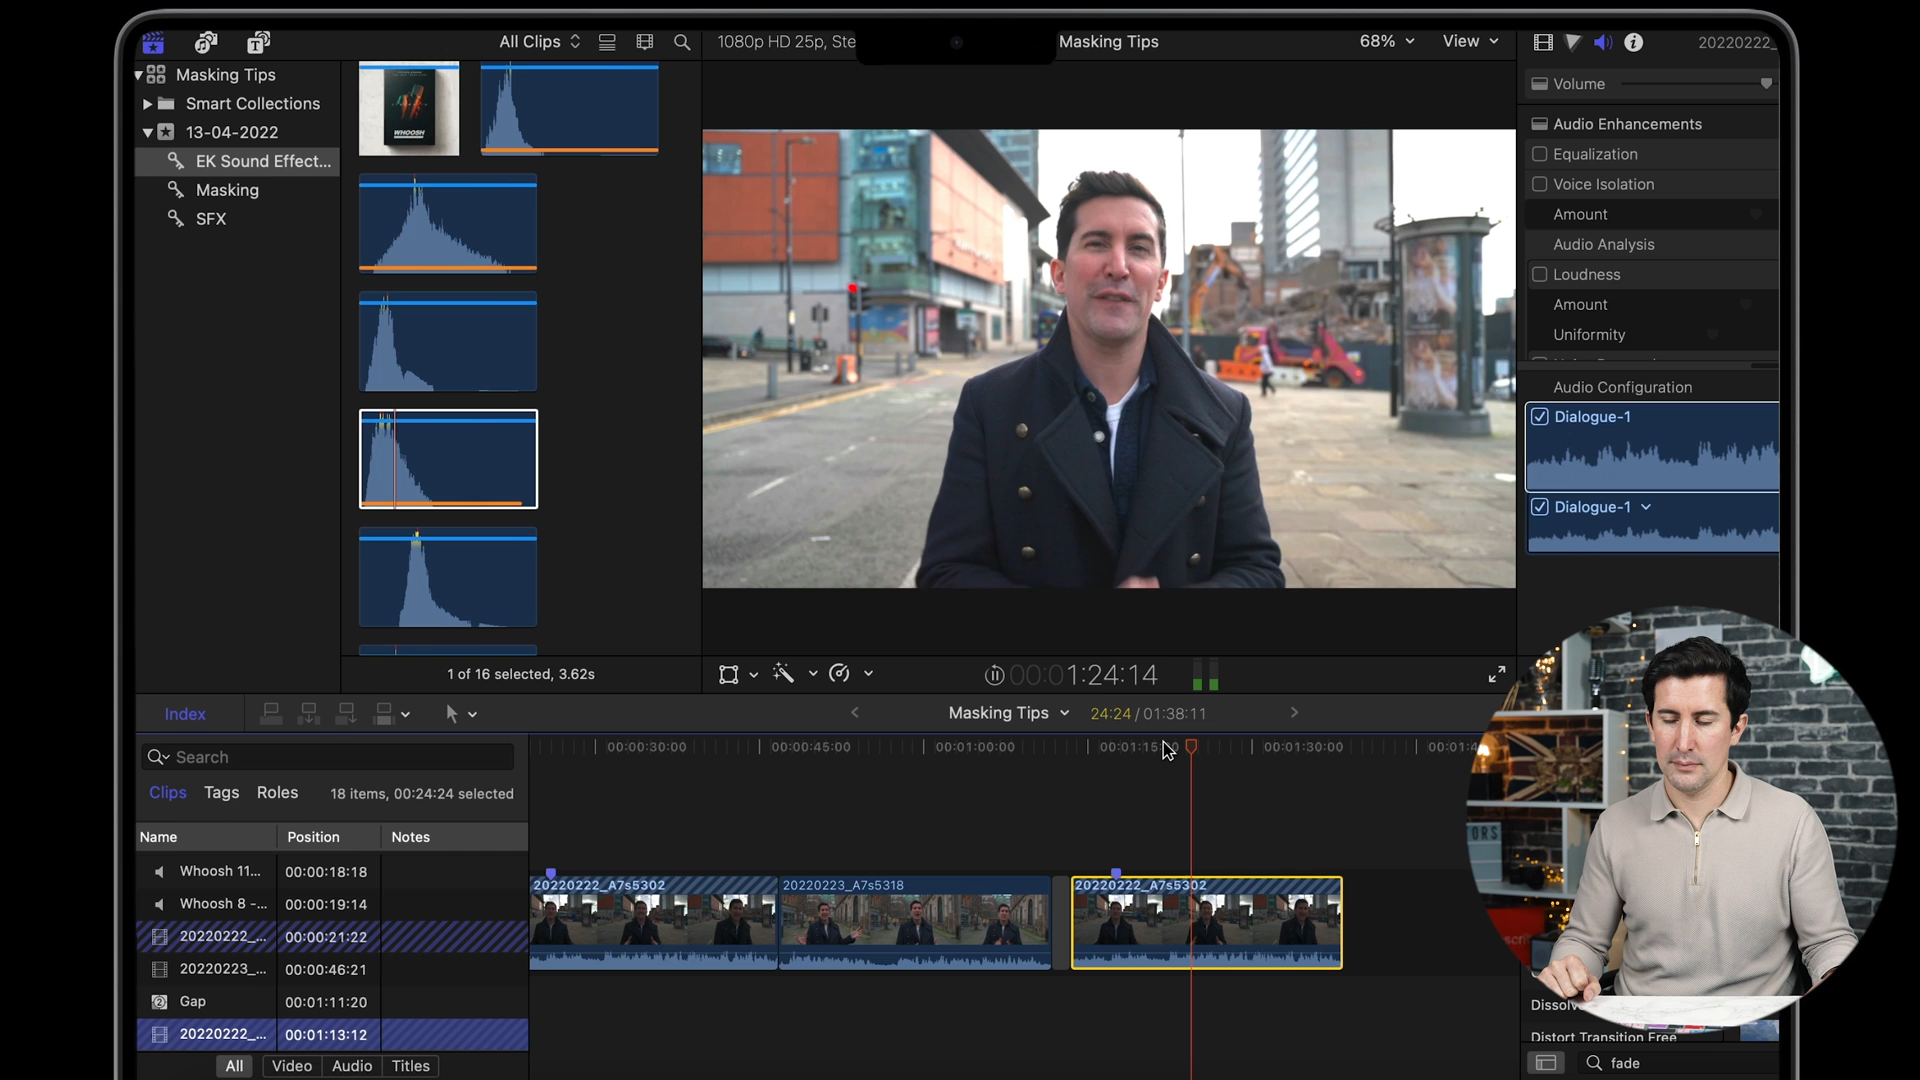 All Clips
1080p HD 25p, Ste
Masking Tips
68%
View
20220222_
Masking Tips
Smart Collections
13-04-2022
EK Sound Effect...
Masking
SFX
WHOOSH
Volume
Audio Enhancements
Equalization
Voice Isolation
Amount
Audio Analysis
Loudness
Amount
Uniformity
Audio Configuration
Dialogue-1
Dialogue-1
1 of 16 selected, 3.62s
00:00:01:24:14
Index
Masking Tips
24:24 / 01:38:11
Search
00:00:30:00
00:00:45:00
00:01:00:00
00:01:15:
00:01:30:00
00:01:4
Clips
Tags
Roles
18 items, 00:24:24 selected
Name
Position
Notes
Whoosh 11...
00:00:18:18
Whoosh 8 -...
00:00:19:14
20220222_...
00:00:21:22
20220223_...
00:00:46:21
Gap
00:01:11:20
20220222_...
00:01:13:12
20220222_A7s5302
20220223_A7s5318
20220222_A7s5302
All
Video
Audio
Titles
Dissolv
Distort Transition Free
fade